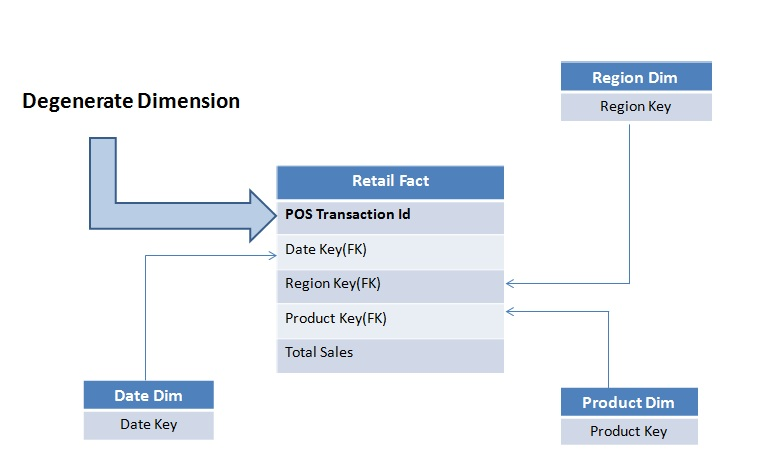 Degenerate Dimension
Region Dim
Region Key
Retail Fact
POS Transaction Id
Date Key(FK)
Region Key(FK)
Product Key(FK)
Total Sales
Date Dim
Date Key
Product Dim
Product Key